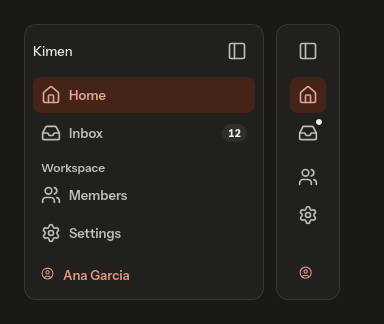 Kimen
Home
Inbox
12
Workspace
Members
Settings
Ana Garcia